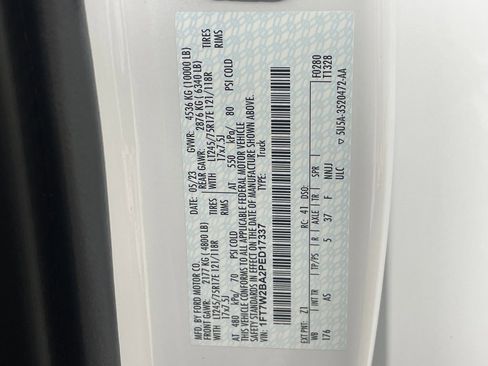 MFD. BY FORD MOTOR CO.
DATE: 05/23 GVWR: 4536 KG (10000 LB)
FRONT GAWR: 2177 KG ( 4800 LB) REAR GAWR: 2876 KG ( 6340 LB)
WITH LT245/75R17E 121/118R TIRES WITH LT245/75R17E 121/118R TIRES
17x7.5J RIMS 17x7.5J RIMS
AT 480 kPa/ 70 PSI COLD AT 550 kPa/ 80 PSI COLD
THIS VEHICLE CONFORMS TO ALL APPLICABLE FEDERAL MOTOR VEHICLE
SAFETY STANDARDS IN EFFECT ON THE DATE OF MANUFACTURE SHOWN ABOVE.
VIN: 1FT7W2BA2PED17337
TYPE: Truck
F0280
T1328
EXT PNT: Z1 RC: 41 DSO:
WB INT TR TP/PS R AXLE TR SPR
176 AS 5 37 F NNJJ
ULC
5U5A-3520472-AA